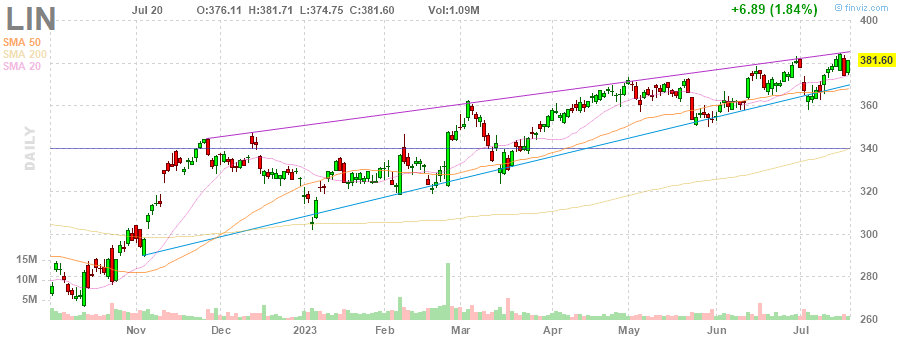 LIN Jul 20 O:376.11 H:381.71 L:374.75 C:381.60 Vol:1.09M +6.89 (1.84%) © finviz.com
SMA 50
SMA 200
SMA 20
DAILY
400
381.60
360
340
320
300
280
260
15M
10M
5M
Nov Dec 2023 Feb Mar Apr May Jun Jul